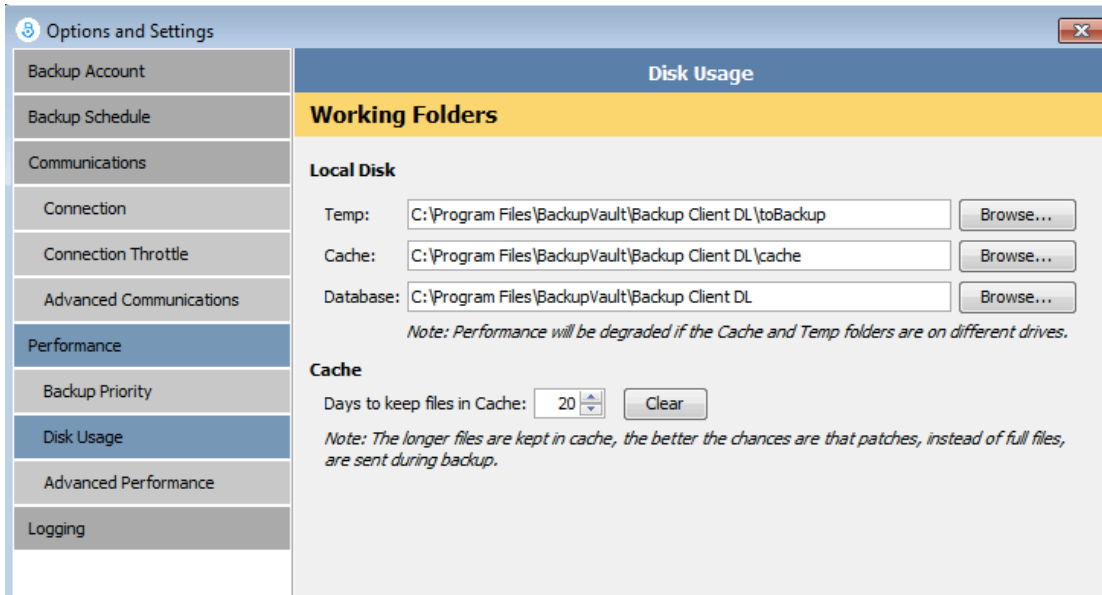 Options and Settings
Backup Account
Backup Schedule
Communications
Connection
Connection Throttle
Advanced Communications
Performance
Backup Priority
Disk Usage
Advanced Performance
Logging
Disk Usage
Working Folders
Local Disk
Temp: C:\Program Files\BackupVault\Backup Client DL\toBackup Browse...
Cache: C:\Program Files\BackupVault\Backup Client DL\cache Browse...
Database: C:\Program Files\BackupVault\Backup Client DL Browse...
Note: Performance will be degraded if the Cache and Temp folders are on different drives.
Cache
Days to keep files in Cache: 20 Clear
Note: The longer files are kept in cache, the better the chances are that patches, instead of full files,
are sent during backup.